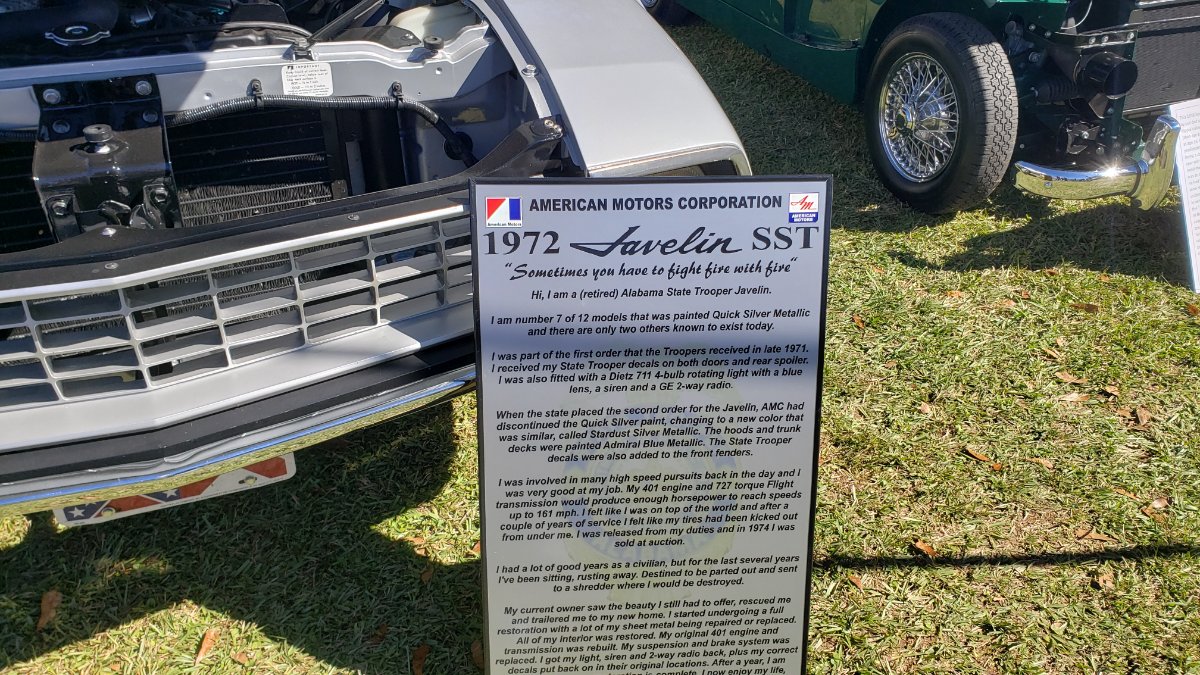 AMERICAN MOTORS CORPORATION
American Motors
AM
AMERICAN MOTORS
1972 Javelin SST
"Sometimes you have to fight fire with fire"
Hi, I am a (retired) Alabama State Trooper Javelin.
I am number 7 of 12 models that was painted Quick Silver Metallic
and there are only two others known to exist today.
I was part of the first order that the Troopers received in late 1971.
I received my State Trooper decals on both doors and rear spoiler.
I was also fitted with a Dietz 711 4-bulb rotating light with a blue
lens, a siren and a GE 2-way radio.
When the state placed the second order for the Javelin, AMC had
discontinued the Quick Silver paint, changing to a new color that
was similar, called Stardust Silver Metallic. The hoods and trunk
decks were painted Admiral Blue Metallic. The State Trooper
decals were also added to the front fenders.
I was involved in many high speed pursuits back in the day and I
was very good at my job. My 401 engine and 727 torque Flight
transmission would produce enough horsepower to reach speeds
up to 161 mph. I felt like I was on top of the world and after a
couple of years of service I felt like my tires had been kicked out
from under me. I was released from my duties and in 1974 I was
sold at auction.
I had a lot of good years as a civilian, but for the last several years
I've been sitting, rusting away. Destined to be parted out and sent
to a shredder where I would be destroyed.
My current owner saw the beauty I still had to offer, rescued me
and trailered me to my new home. I started undergoing a full
restoration with a lot of my sheet metal being repaired or replaced.
All of my interior was restored. My original 401 engine and
transmission was rebuilt. My suspension and brake system was
replaced. I got my light, siren and 2-way radio back, plus my correct
decals put back on in their original locations. After a year, I am
is complete. I now enjoy my life,
IMPORTANT